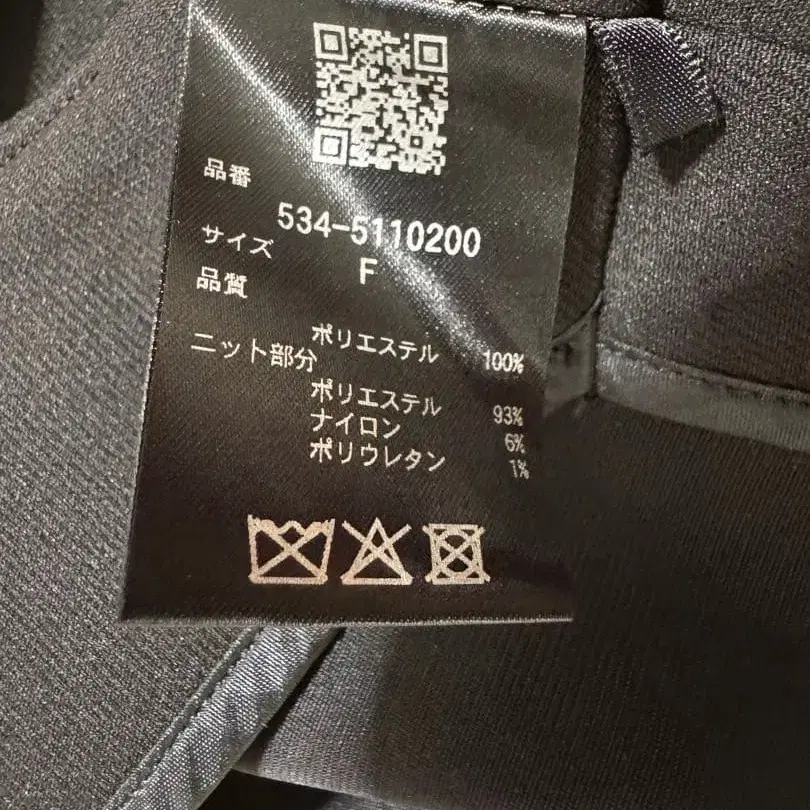 品番
534-5110200
サイズ F
品質
ポリエステル 100%
ニット部分
ポリエステル 93%
ナイロン 6%
ポリウレタン 1%